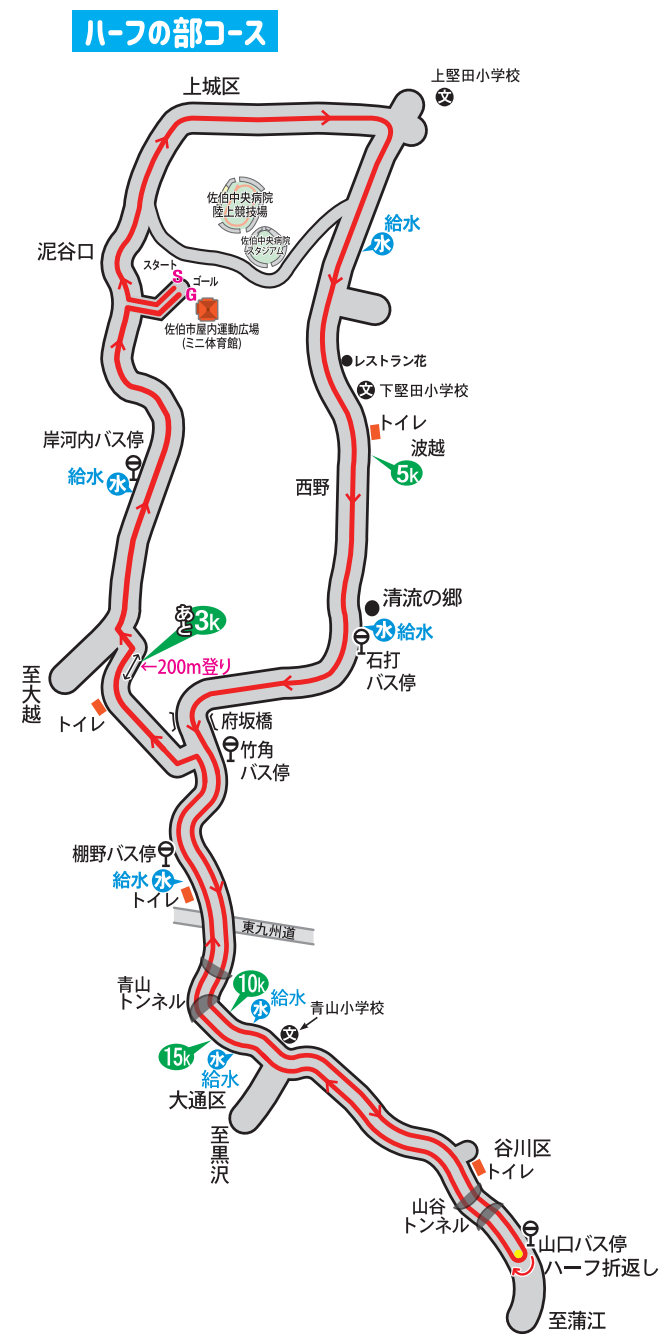 ハーフの部コース
上城区
上堅田小学校
文
佐伯中央病院
陸上競技場
給水
水
佐伯中央病院
スタジアム
泥谷口
スタート
S
ゴール
G
佐伯市屋内運動広場
(ミニ体育館)
レストラン花
文
下堅田小学校
トイレ
波越
5k
岸河内バス停
給水
水
西野
清流の郷
あと3k
水
給水
石打
バス停
←200m登り
至大越
トイレ
府坂橋
竹角
バス停
棚野バス停
給水
水
トイレ
東九州道
青山
トンネル
10k
給水
水
青山小学校
文
15k
水
給水
大通区
至黒沢
谷川区
トイレ
山谷
トンネル
山口バス停
ハーフ折返し
至蒲江